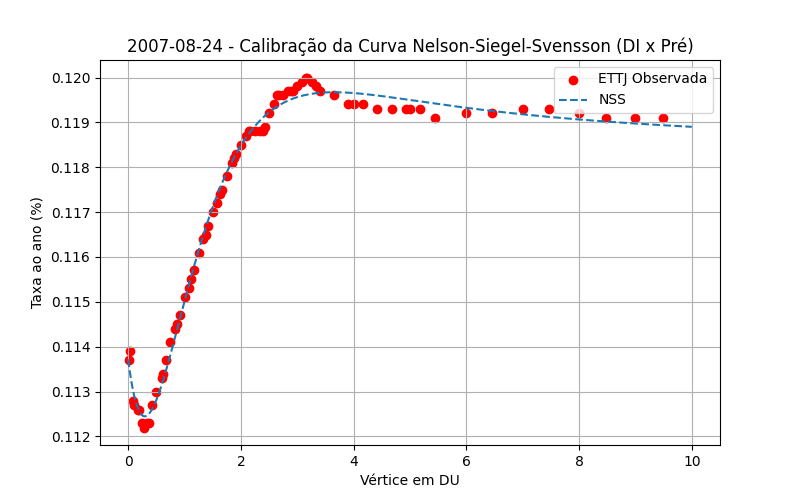 2007-08-24 - Calibração da Curva Nelson-Siegel-Svensson (DI x Pré)
ETTJ Observada
NSS
Taxa ao ano (%)
0.120
0.119
0.118
0.117
0.116
0.115
0.114
0.113
0.112
0 2 4 6 8 10
Vértice em DU